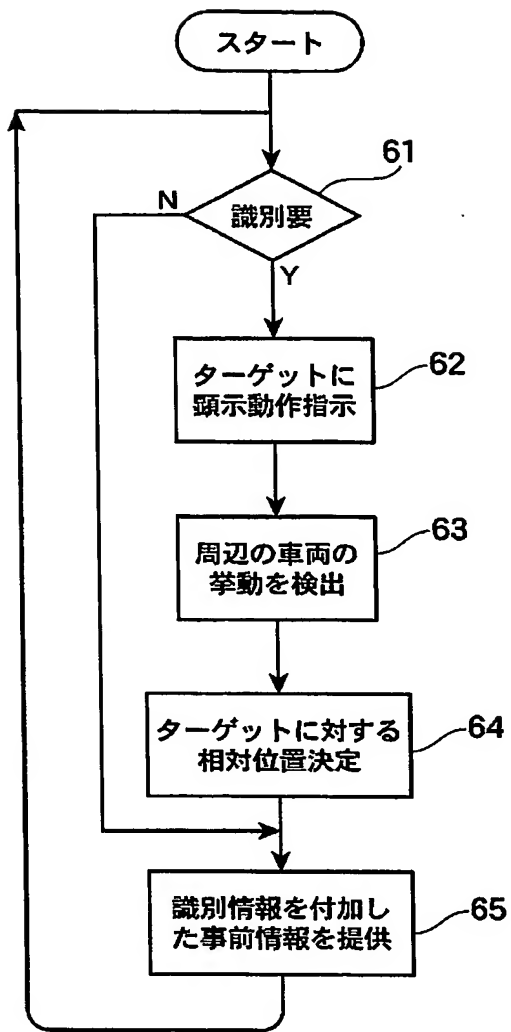 スタート
61
N
識別要
Y
ターゲットに
顕示動作指示
62
周辺の車両の
挙動を検出
63
ターゲットに対する
相対位置決定
64
識別情報を付加し
た事前情報を提供
65